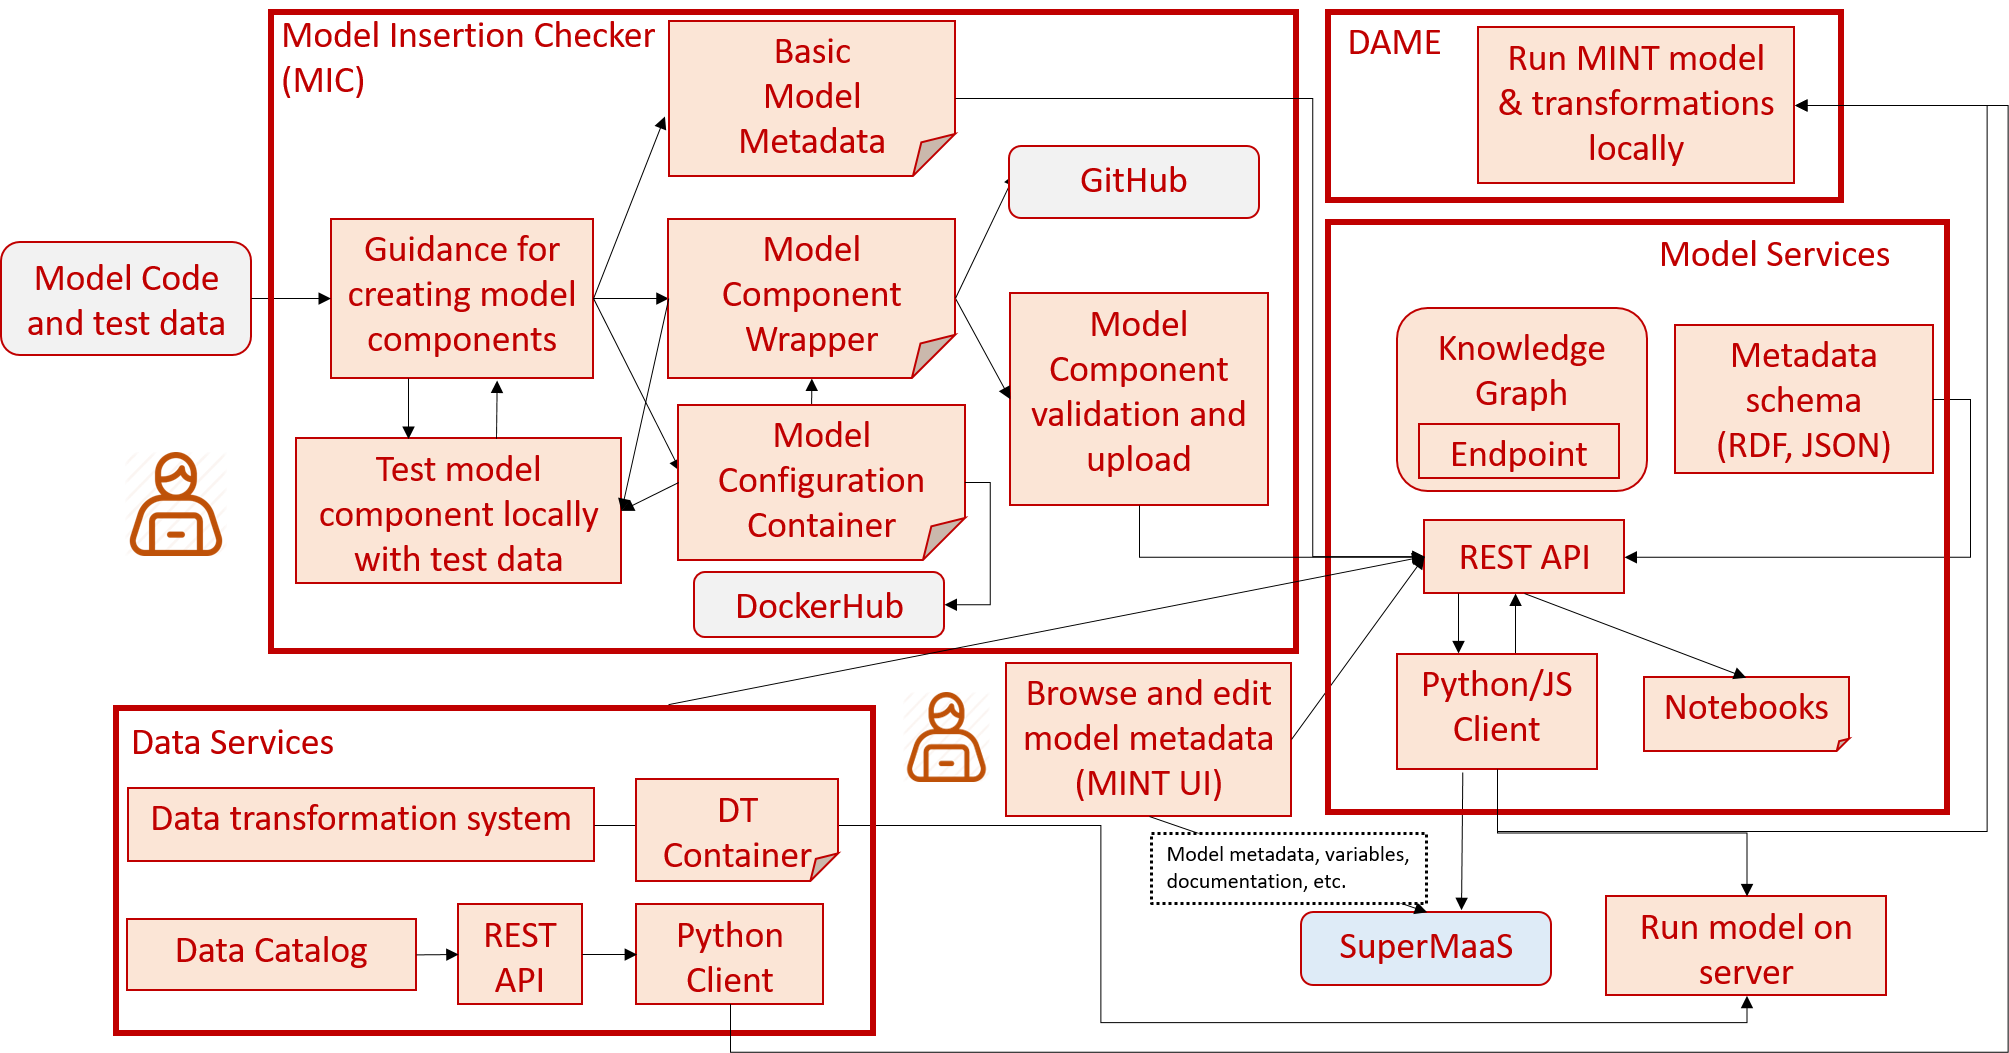 Model Insertion Checker
(MIC)
Basic
Model
Metadata
DAME
Run MINT model
& transformations
locally
GitHub
Model Code
and test data
Guidance for
creating model
components
Model
Component
Wrapper
Model
Component
validation and
upload
Model Services
Knowledge
Graph
Endpoint
Metadata
schema
(RDF, JSON)
Test model
component locally
with test data
Model
Configuration
Container
DockerHub
REST API
Python/JS
Client
Notebooks
Browse and edit
model metadata
(MINT UI)
Data Services
Data transformation system
DT
Container
Model metadata, variables,
documentation, etc.
Data Catalog
REST
API
Python
Client
SuperMaaS
Run model on
server